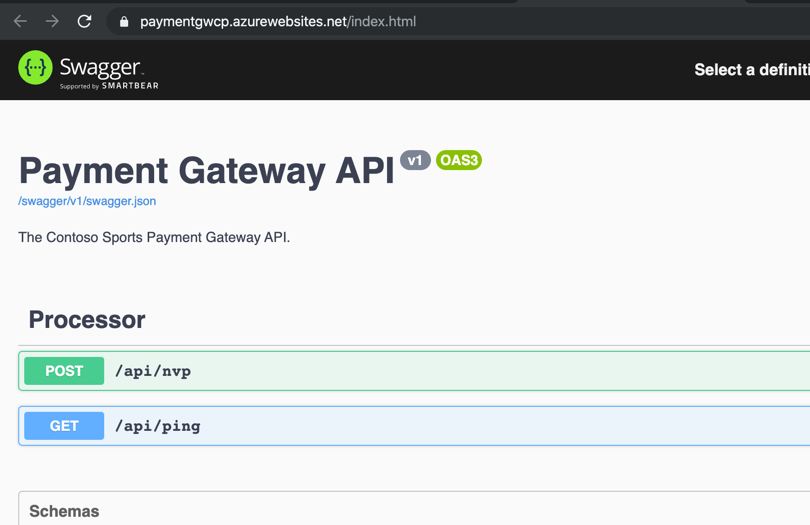 paymentgwcp.azurewebsites.net/index.html
{···} Swagger™
Supported by SMARTBEAR
Select a definiti
Payment Gateway API v1 OAS3
/swagger/v1/swagger.json
The Contoso Sports Payment Gateway API.
Processor
POST /api/nvp
GET /api/ping
Schemas